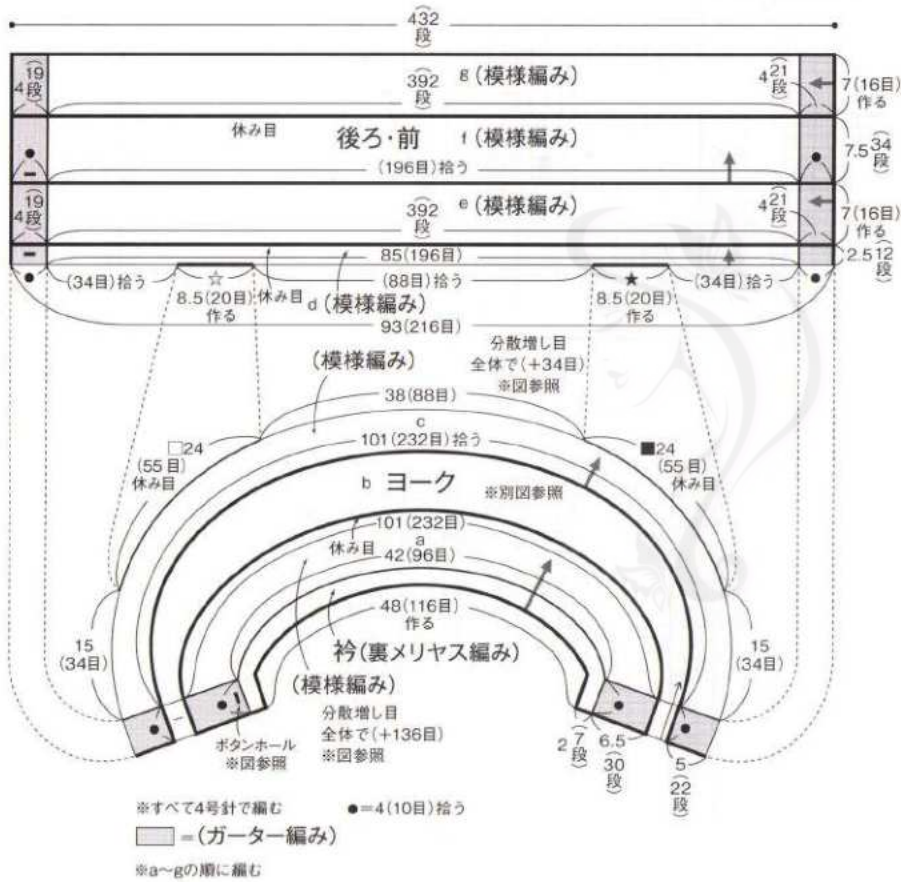 432
(段)
4(19段)
(392段)
g (模様編み)
4(21段)
7(16目)
作る
休み目
後ろ・前
f (模様編み)
7.5(34段)
(196目)拾う
4(19段)
(392段)
e (模様編み)
4(21段)
7(16目)
作る
85(196目)
2.5(12段)
(34目)拾う
☆
休み目
(88目)拾う
★
(34目)拾う
8.5(20目)
作る
d (模様編み)
8.5(20目)
作る
93(216目)
分散増し目
全体で(+34目)
※図参照
(模様編み)
38(88目)
c
□24
(55目)
休み目
101(232目)拾う
■24
(55目)
休み目
b ヨーク
※別図参照
101(232目)
休み目
a
42(96目)
48(116目)
作る
15
(34目)
15
(34目)
衿(裏メリヤス編み)
(模様編み)
分散増し目
全体で(+136目)
※図参照
ボタンホール
※図参照
2(7段)
6.5
(30段)
5
(22段)
※すべて4号針で編む
●=4(10目)拾う
=(ガーター編み)
※a~gの順に編む